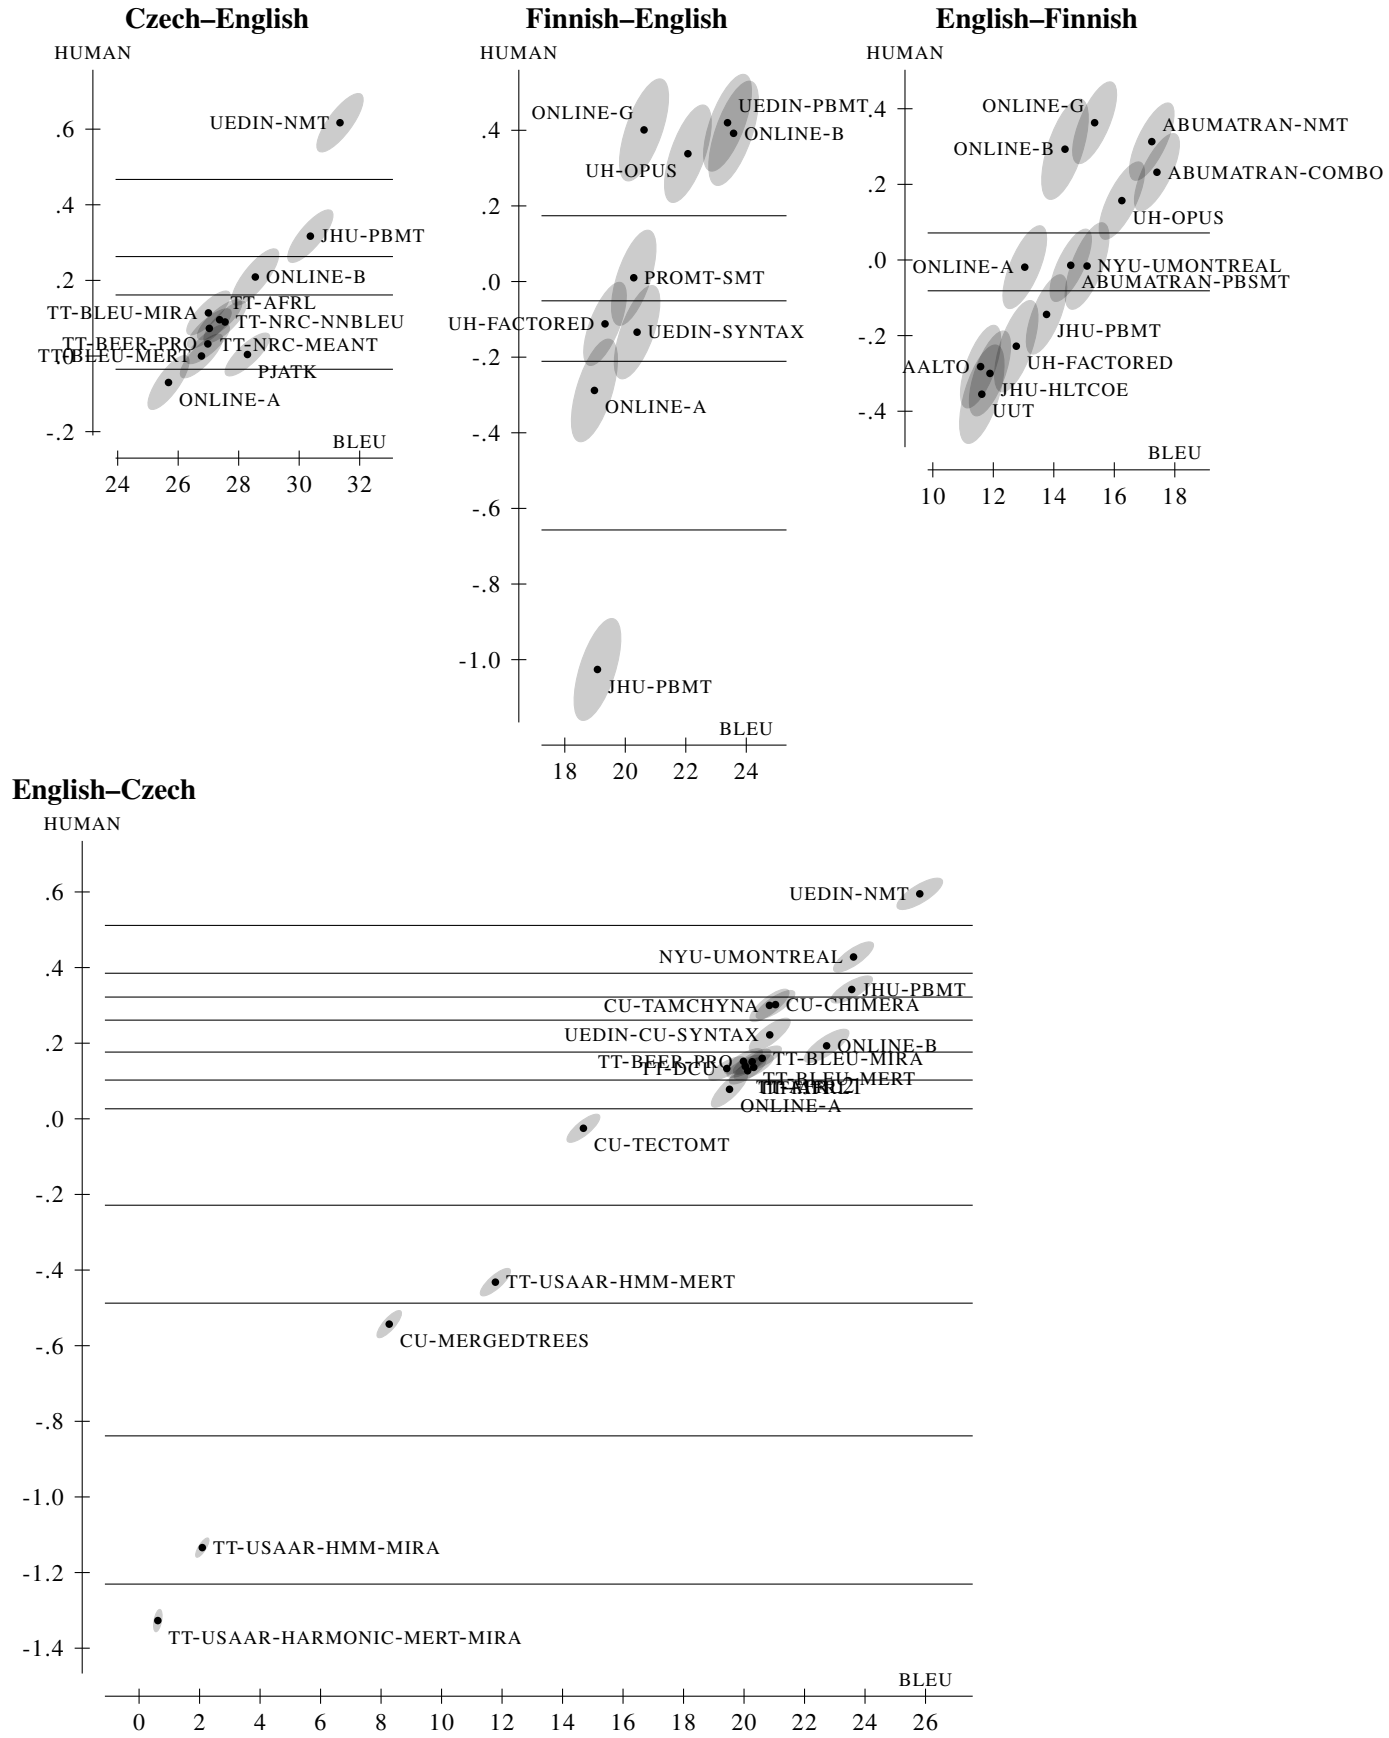 Czech–English
HUMAN
.6
.4
.2
.0
-.2
UEDIN-NMT
JHU-PBMT
ONLINE-B
TT-AFRL
TT-BLEU-MIRA
TT-NRC-NNBLEU
TT-BEER-PRO
TT-NRC-MEANT
TT-BLEU-MERT
PJATK
ONLINE-A
BLEU
24 26 28 30 32
Finnish–English
HUMAN
.4
.2
.0
-.2
-.4
-.6
-.8
-1.0
UEDIN-PBMT
ONLINE-G
ONLINE-B
UH-OPUS
PROMT-SMT
UH-FACTORED
UEDIN-SYNTAX
ONLINE-A
JHU-PBMT
BLEU
18 20 22 24
English–Finnish
HUMAN
.4
.2
.0
-.2
-.4
ONLINE-G
ABUMATRAN-NMT
ONLINE-B
ABUMATRAN-COMBO
UH-OPUS
ONLINE-A
NYU-UMONTREAL
ABUMATRAN-PBSMT
JHU-PBMT
UH-FACTORED
AALTO
JHU-HLTCOE
UUT
BLEU
10 12 14 16 18
English–Czech
HUMAN
.6
.4
.2
.0
-.2
-.4
-.6
-.8
-1.0
-1.2
-1.4
UEDIN-NMT
NYU-UMONTREAL
JHU-PBMT
CU-TAMCHYNA
CU-CHIMERA
UEDIN-CU-SYNTAX
ONLINE-B
TT-BEER-PRO
TT-BLEU-MIRA
TT-DCU
TT-BLEU-MERT
ONLINE-A
CU-TECTOMT
TT-USAAR-HMM-MERT
CU-MERGEDTREES
TT-USAAR-HMM-MIRA
TT-USAAR-HARMONIC-MERT-MIRA
BLEU
0 2 4 6 8 10 12 14 16 18 20 22 24 26